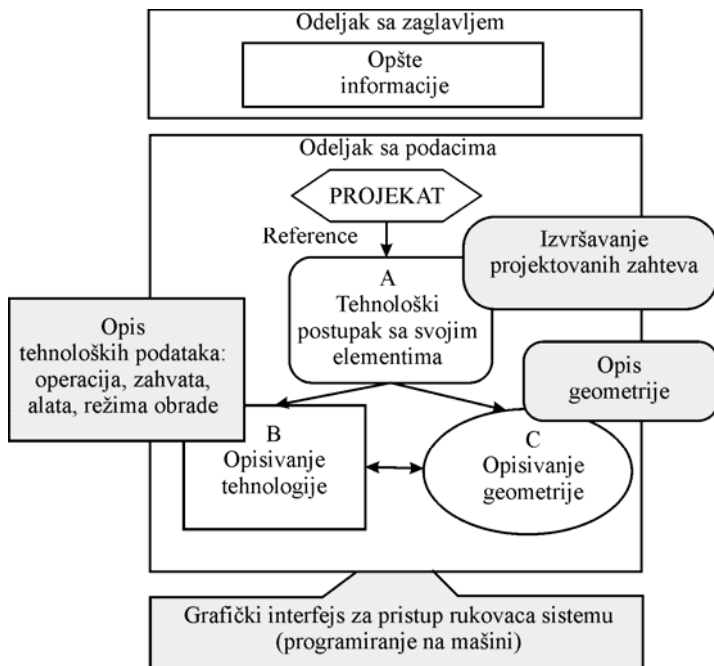 Odeljak sa zaglavljem
Opšte
informacije
Odeljak sa podacima
PROJEKAT
Reference
Izvršavanje
projektovanih zahteva
A
Tehnološki
postupak sa svojim
elementima
Opis
tehnoloških podataka:
operacija, zahvata,
alata, režima obrade
Opis
geometrije
B
Opisivanje
tehnologije
C
Opisivanje
geometrije
Grafički interfejs za pristup rukovaca sistemu
(programiranje na mašini)